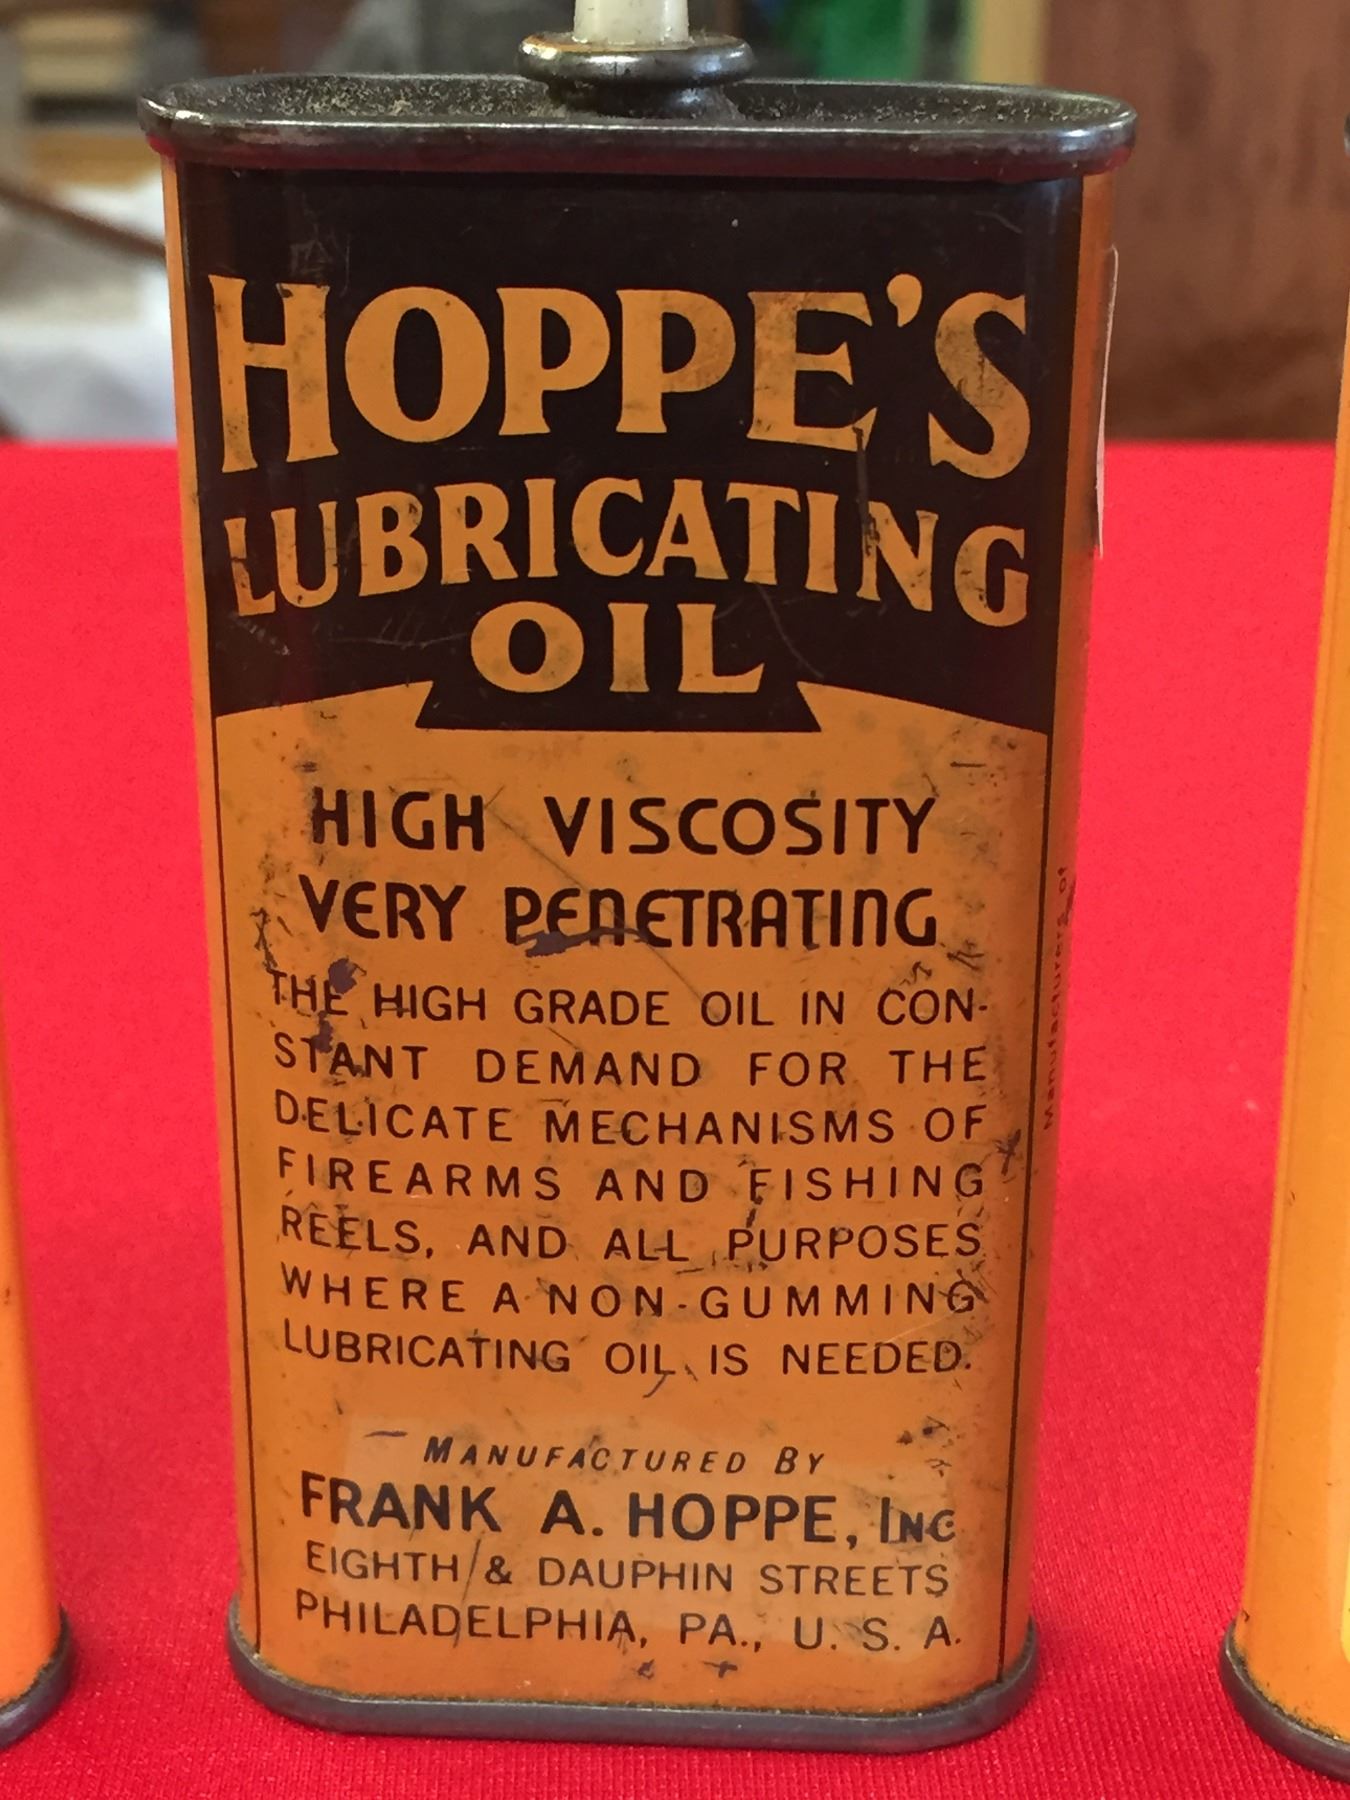 HOPPE'S
LUBRICATING
OIL
HIGH VISCOSITY
VERY PENETRATING
THE HIGH GRADE OIL IN CON-
STANT DEMAND FOR THE
DELICATE MECHANISMS OF
FIREARMS AND FISHING
REELS, AND ALL PURPOSES
WHERE A NON-GUMMING
LUBRICATING OIL IS NEEDED.
MANUFACTURED BY
FRANK A. HOPPE, INC
EIGHTH & DAUPHIN STREETS
PHILADELPHIA, PA., U. S. A.
Manufacturers of